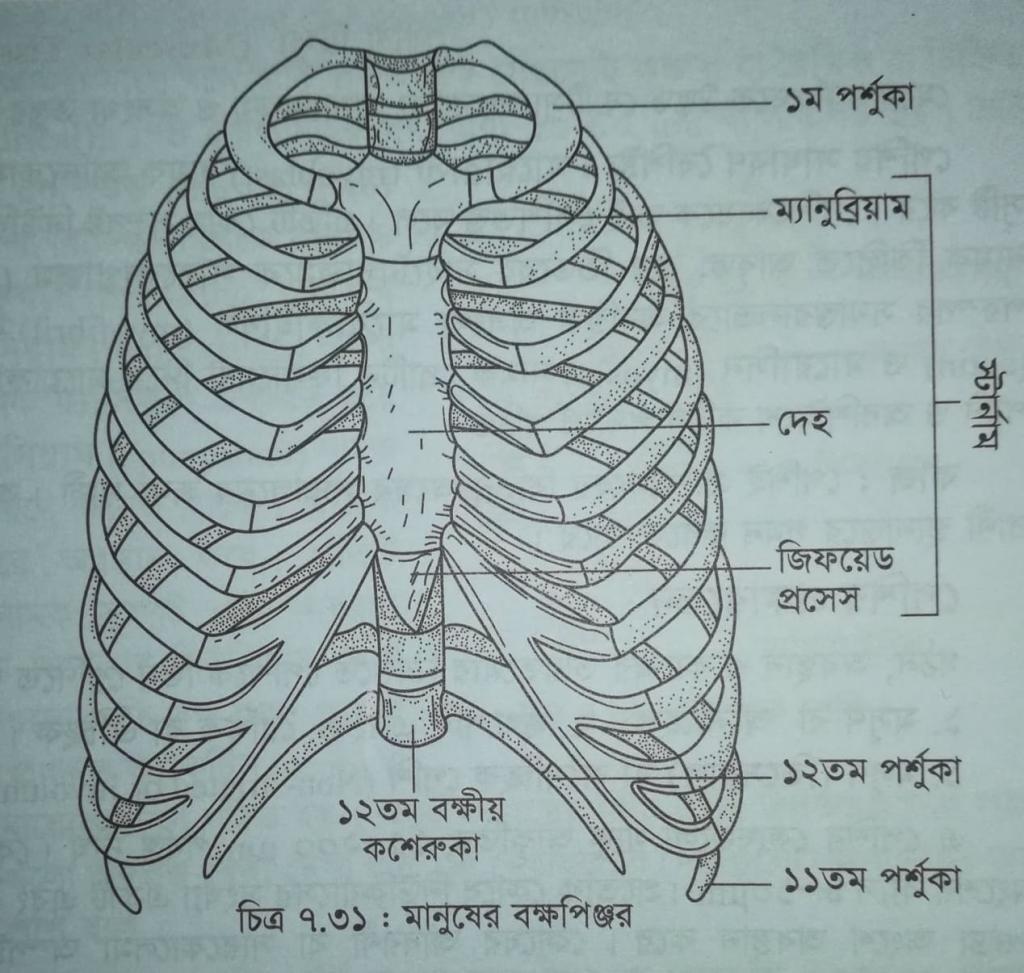 ১ম পর্শুকা
ম্যানুব্রিয়াম
স্টার্নাম
দেহ
জিফয়েড
প্রসেস
১২তম পর্শুকা
১২তম বক্ষীয়
কশেরুকা
১১তম পর্শুকা
চিত্র ৭.৩১ : মানুষের বক্ষপিঞ্জর